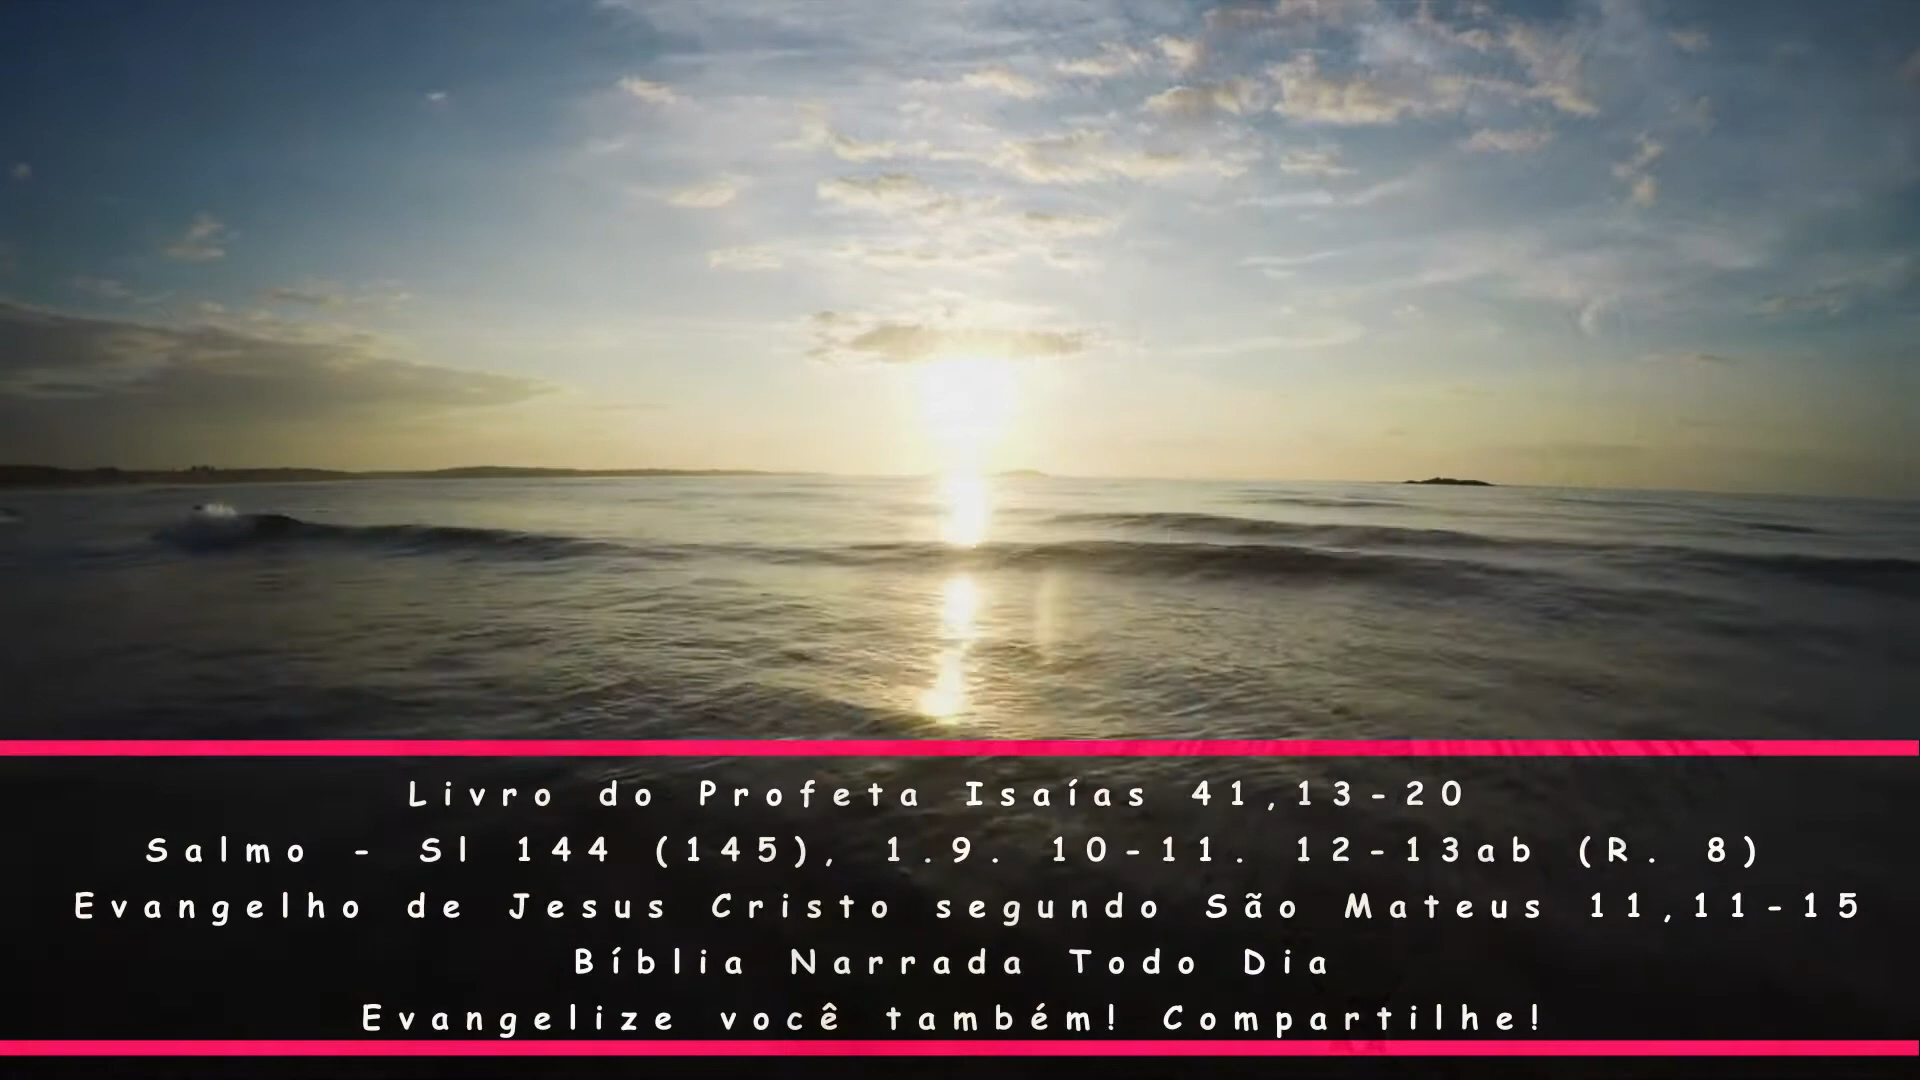 Livro do Profeta Isaías 41,13-20
Salmo - Sl 144 (145), 1.9. 10-11. 12-13ab (R. 8)
Evangelho de Jesus Cristo segundo São Mateus 11,11-15
Bíblia Narrada Todo Dia
Evangelize você também! Compartilhe!